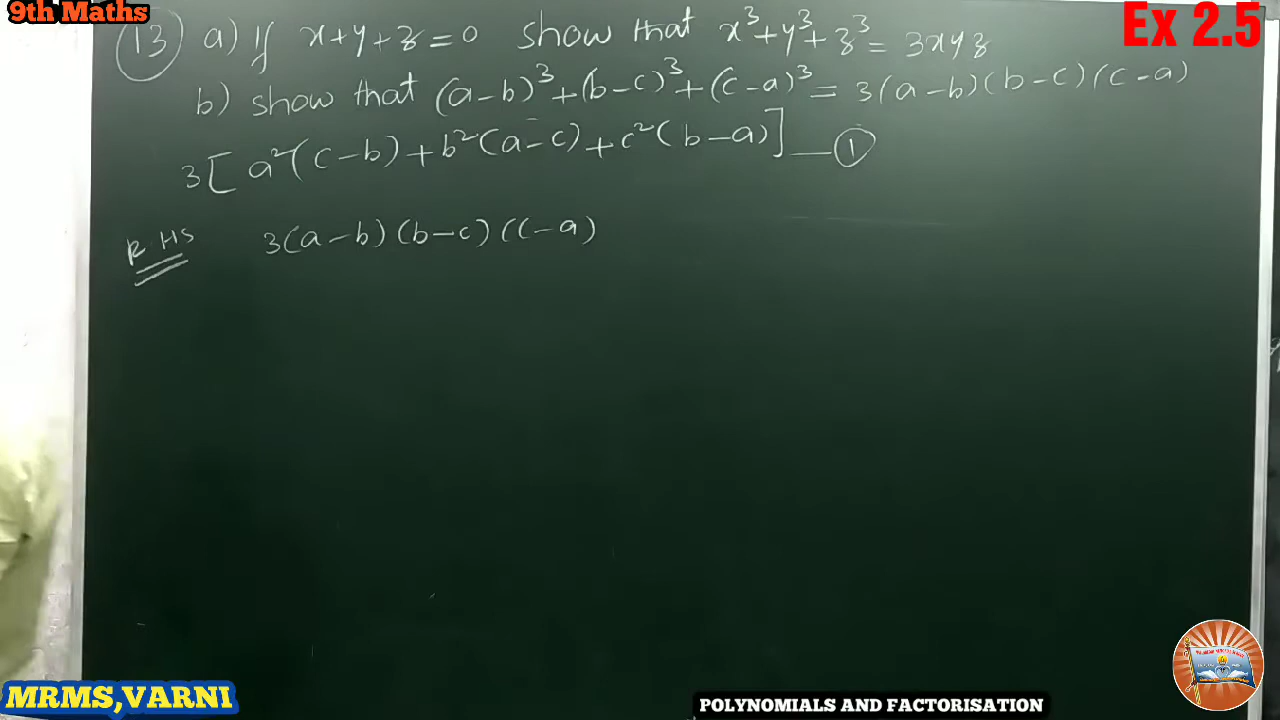 9th Maths
Ex 2.5
13 a) If x+y+z=0 show that x³+y³+z³=3xyz
b) show that (a-b)³+(b-c)³+(c-a)³=3(a-b)(b-c)(c-a)
3[a²(c-b)+b²(a-c)+c²(b-a)]—①
RHS 3(a-b)(b-c)(c-a)
MRMS,VARNI
POLYNOMIALS AND FACTORISATION